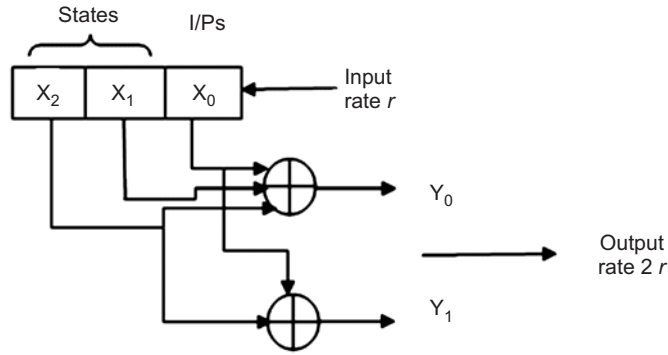 States
I/Ps
X2 X1 X0
Input
rate r
Y0
Output
rate 2 r
Y1